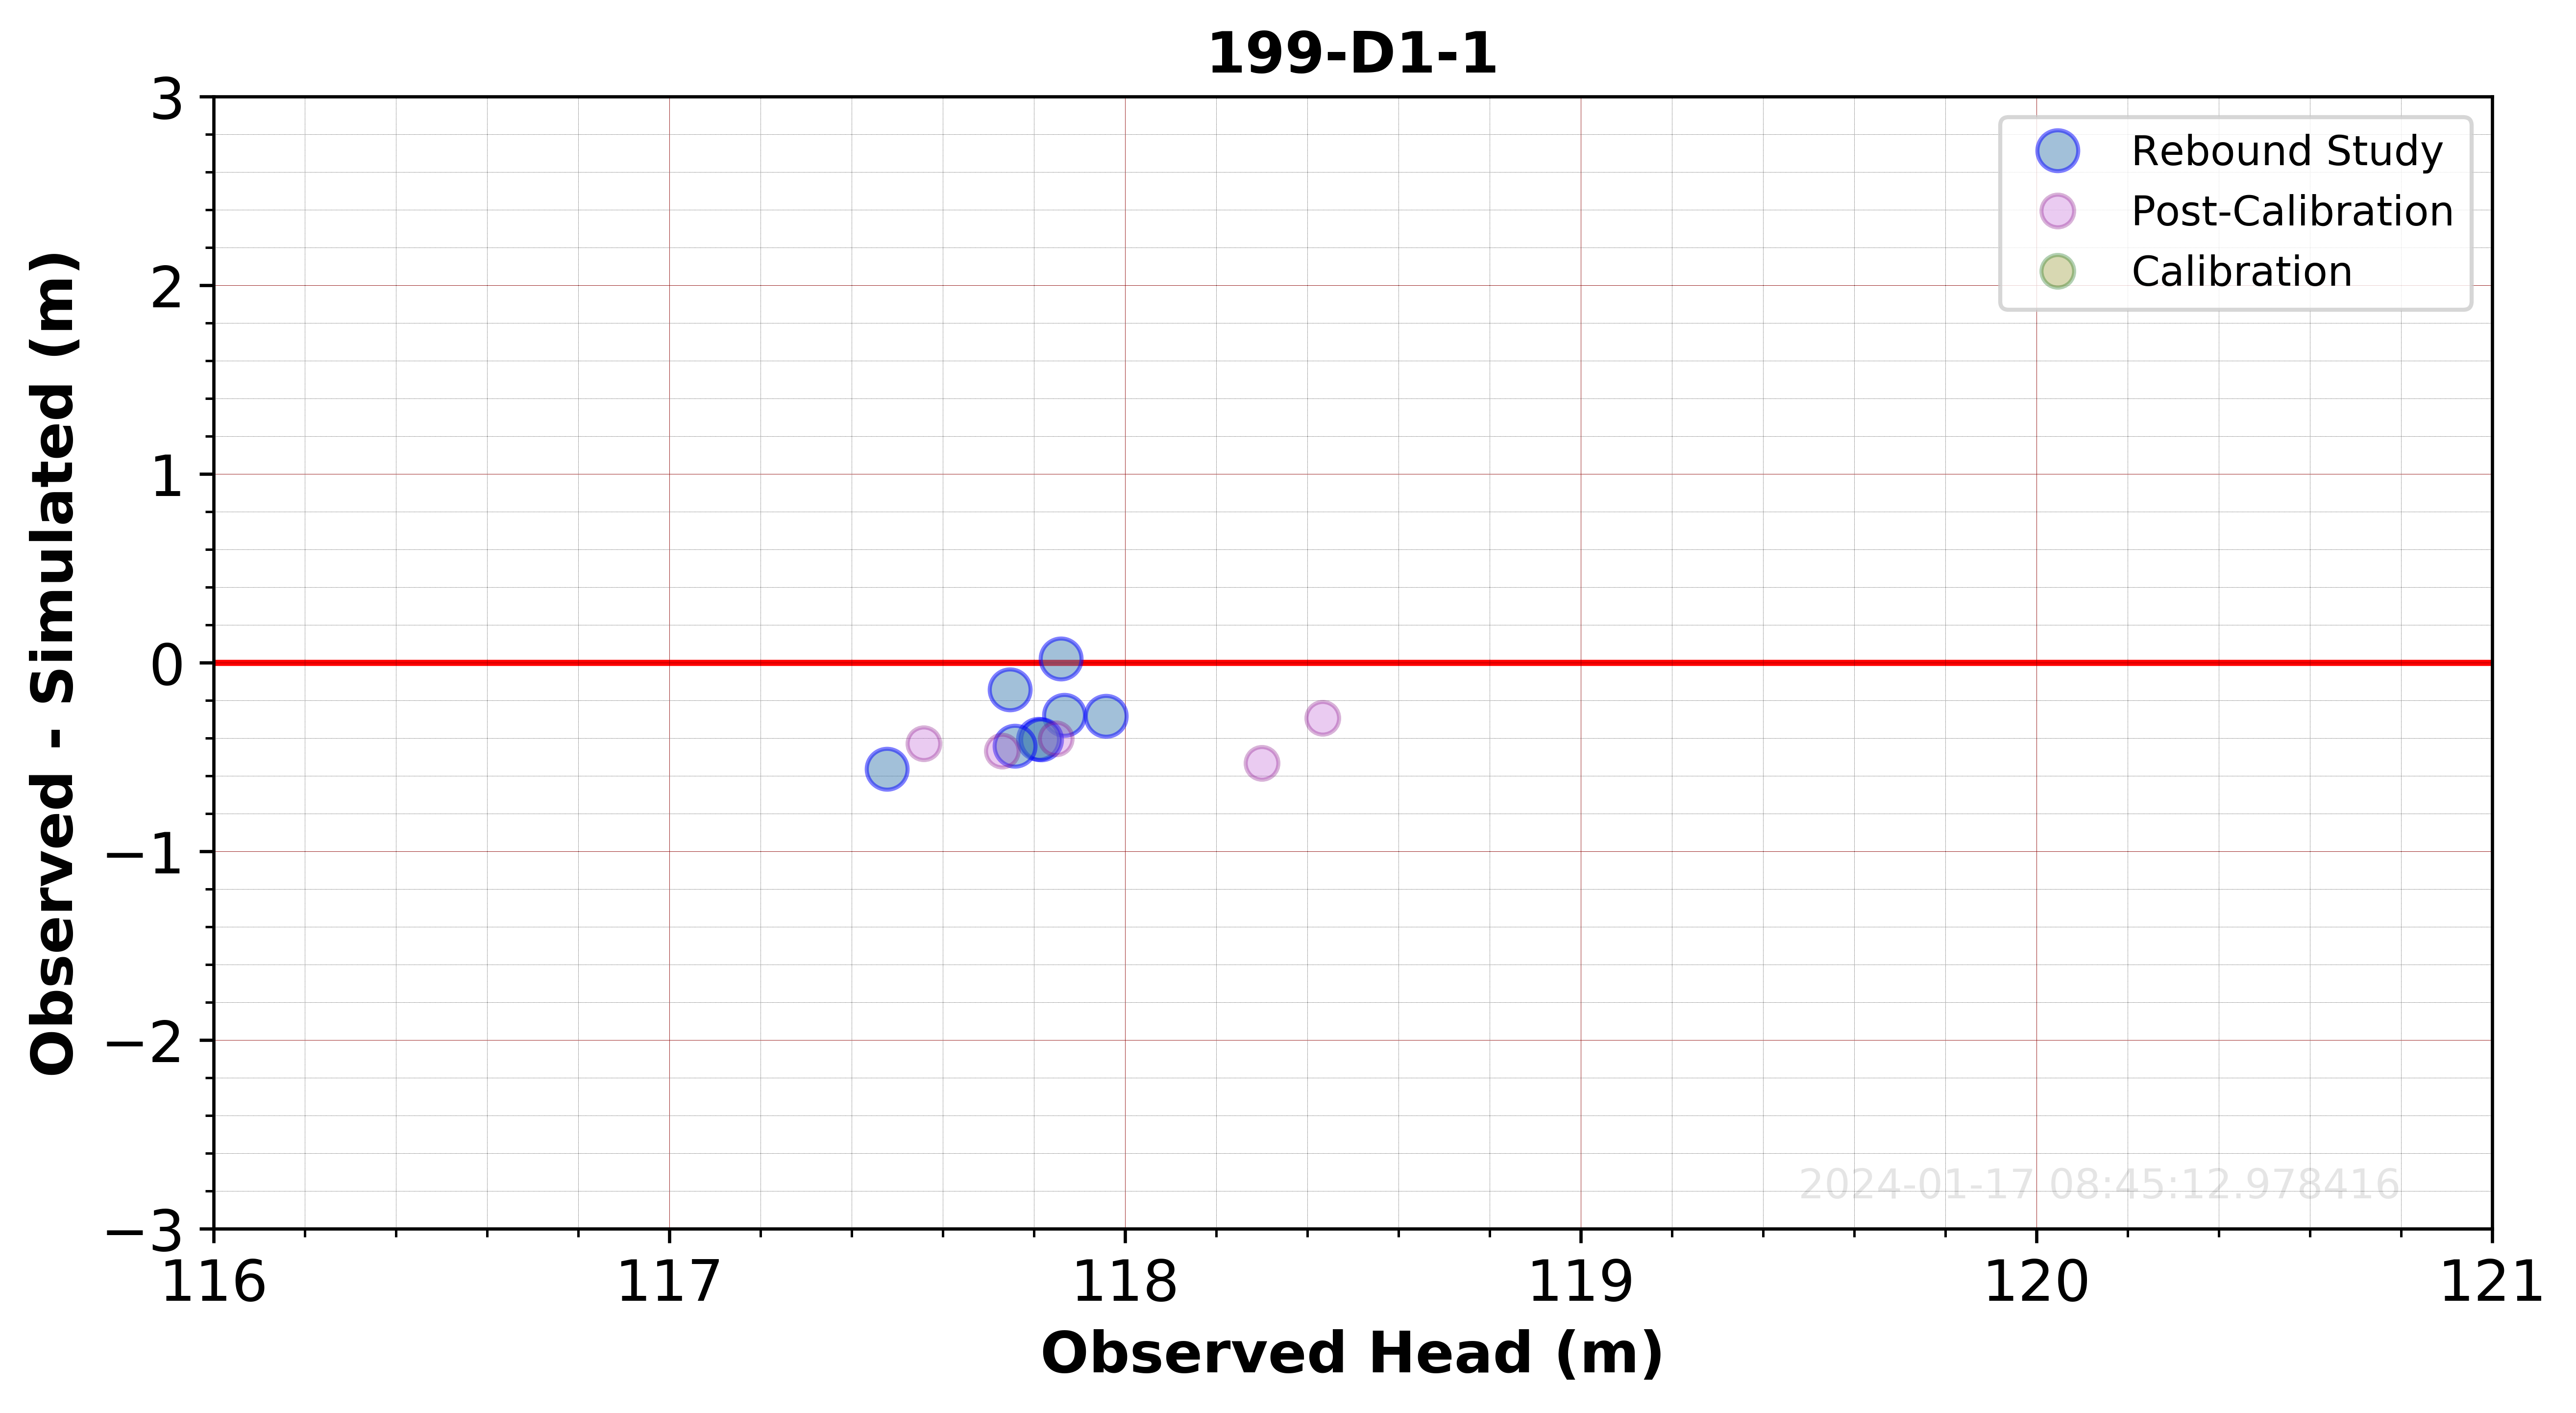 199-D1-1
Observed - Simulated (m)
3
2
1
0
−1
−2
−3
Rebound Study
Post-Calibration
Calibration
2024-01-17 08:45:12.978416
116 117 118 119 120 121
Observed Head (m)